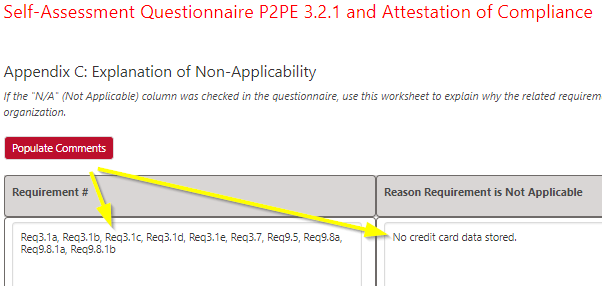 Self-Assessment Questionnaire P2PE 3.2.1 and Attestation of Compliance
Appendix C: Explanation of Non-Applicability
If the "N/A" (Not Applicable) column was checked in the questionnaire, use this worksheet to explain why the related requirem
organization.
Populate Comments
Requirement #
Reason Requirement is Not Applicable
Req3.1a, Req3.1b, Req3.1c, Req3.1d, Req3.1e, Req3.7, Req9.5, Req9.8a,
Req9.8.1a, Req9.8.1b
No credit card data stored.